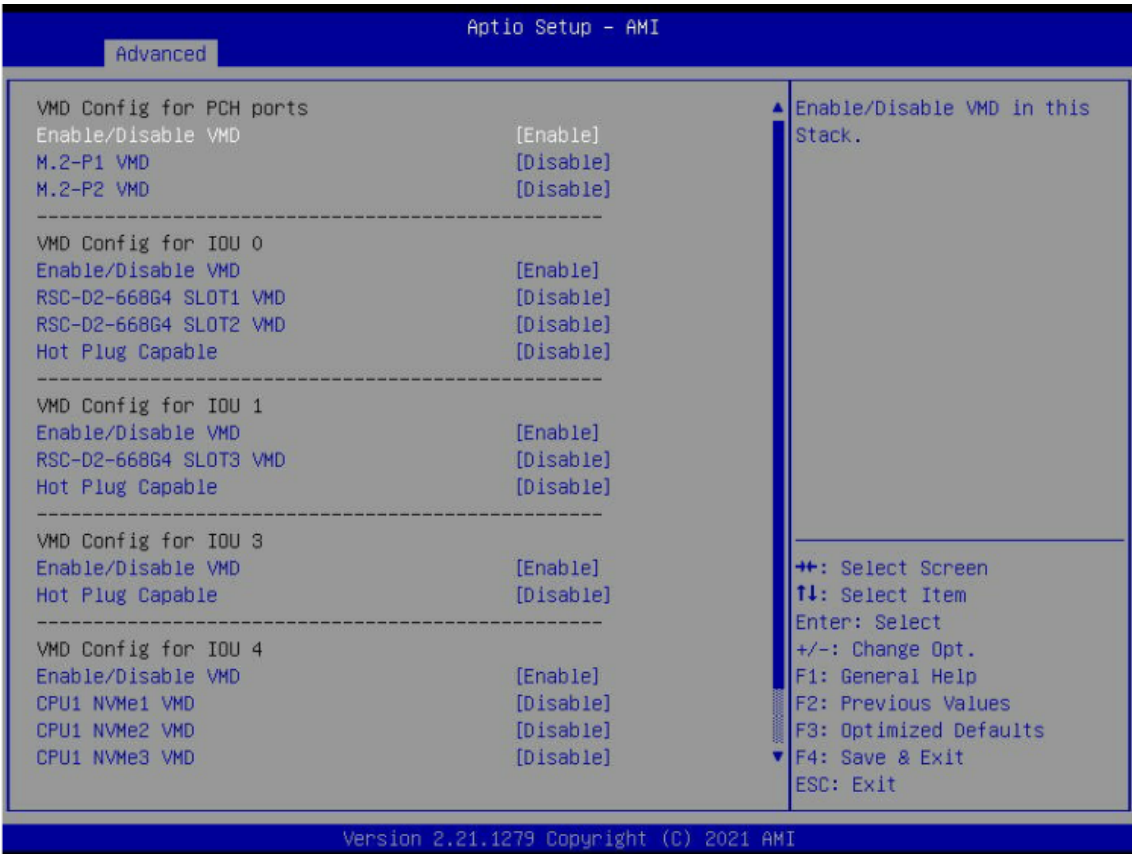 Aptio Setup – AMI
Advanced
VMD Config for PCH ports
Enable/Disable VMD [Enable]
M.2-P1 VMD [Disable]
M.2-P2 VMD [Disable]
------------------------------------------------------------
VMD Config for IOU 0
Enable/Disable VMD [Enable]
RSC-D2-668G4 SLOT1 VMD [Disable]
RSC-D2-668G4 SLOT2 VMD [Disable]
Hot Plug Capable [Disable]
------------------------------------------------------------
VMD Config for IOU 1
Enable/Disable VMD [Enable]
RSC-D2-668G4 SLOT3 VMD [Disable]
Hot Plug Capable [Disable]
------------------------------------------------------------
VMD Config for IOU 3
Enable/Disable VMD [Enable]
Hot Plug Capable [Disable]
------------------------------------------------------------
VMD Config for IOU 4
Enable/Disable VMD [Enable]
CPU1 NVMe1 VMD [Disable]
CPU1 NVMe2 VMD [Disable]
CPU1 NVMe3 VMD [Disable]
Enable/Disable VMD in this
Stack.
→←: Select Screen
↑↓: Select Item
Enter: Select
+/-: Change Opt.
F1: General Help
F2: Previous Values
F3: Optimized Defaults
F4: Save & Exit
ESC: Exit
Version 2.21.1279 Copyright (C) 2021 AMI